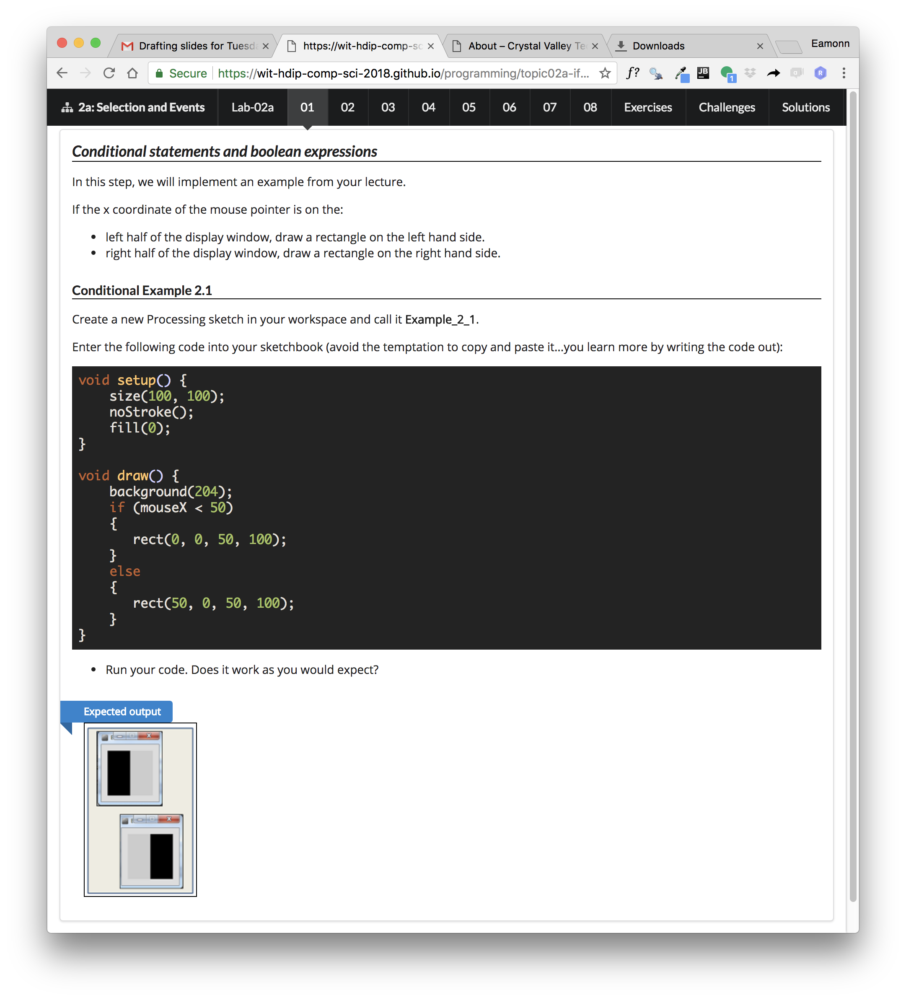 Drafting slides for Tuesd
https://wit-hdip-comp-sc
About – Crystal Valley Te
Downloads
Eamonn
Secure https://wit-hdip-comp-sci-2018.github.io/programming/topic02a-if...
f?
JB
1
R
2a: Selection and Events
Lab-02a
01
02
03
04
05
06
07
08
Exercises
Challenges
Solutions
Conditional statements and boolean expressions
In this step, we will implement an example from your lecture.
If the x coordinate of the mouse pointer is on the:
• left half of the display window, draw a rectangle on the left hand side.
• right half of the display window, draw a rectangle on the right hand side.
Conditional Example 2.1
Create a new Processing sketch in your workspace and call it Example_2_1.
Enter the following code into your sketchbook (avoid the temptation to copy and paste it...you learn more by writing the code out):
void setup() {
    size(100, 100);
    noStroke();
    fill(0);
}
void draw() {
    background(204);
    if (mouseX < 50)
    {
       rect(0, 0, 50, 100);
    }
    else
    {
       rect(50, 0, 50, 100);
    }
}
• Run your code. Does it work as you would expect?
Expected output